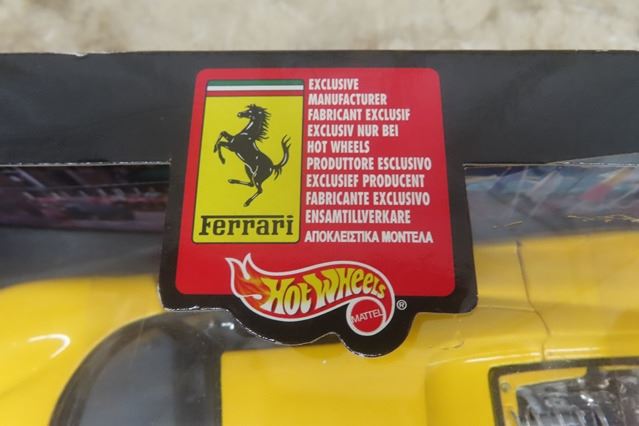 EXCLUSIVE
MANUFACTURER
FABRICANT EXCLUSIF
EXCLUSIV NUR BEI
HOT WHEELS
PRODUTTORE ESCLUSIVO
EXCLUSIEF PRODUCENT
FABRICANTE EXCLUSIVO
ENSAMTILLVERKARE
ΑΠΟΚΛΕΙΣΤΙΚΑ ΜΟΝΤΕΛΑ
Ferrari
HOT WHEELS
MATTEL ®